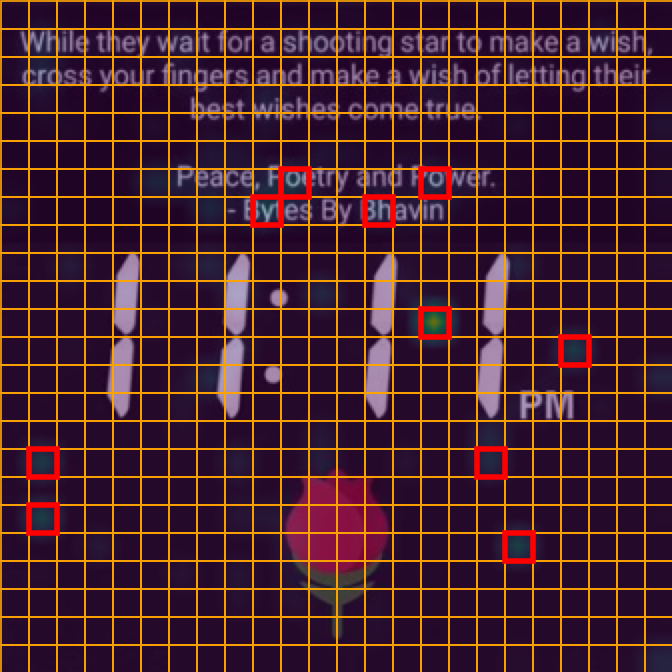 While they wait for a shooting star to make a wish,
cross your fingers and make a wish of letting their
best wishes come true.
Peace, Poetry and Power.
- Bytes By Bhavin
11:11
PM